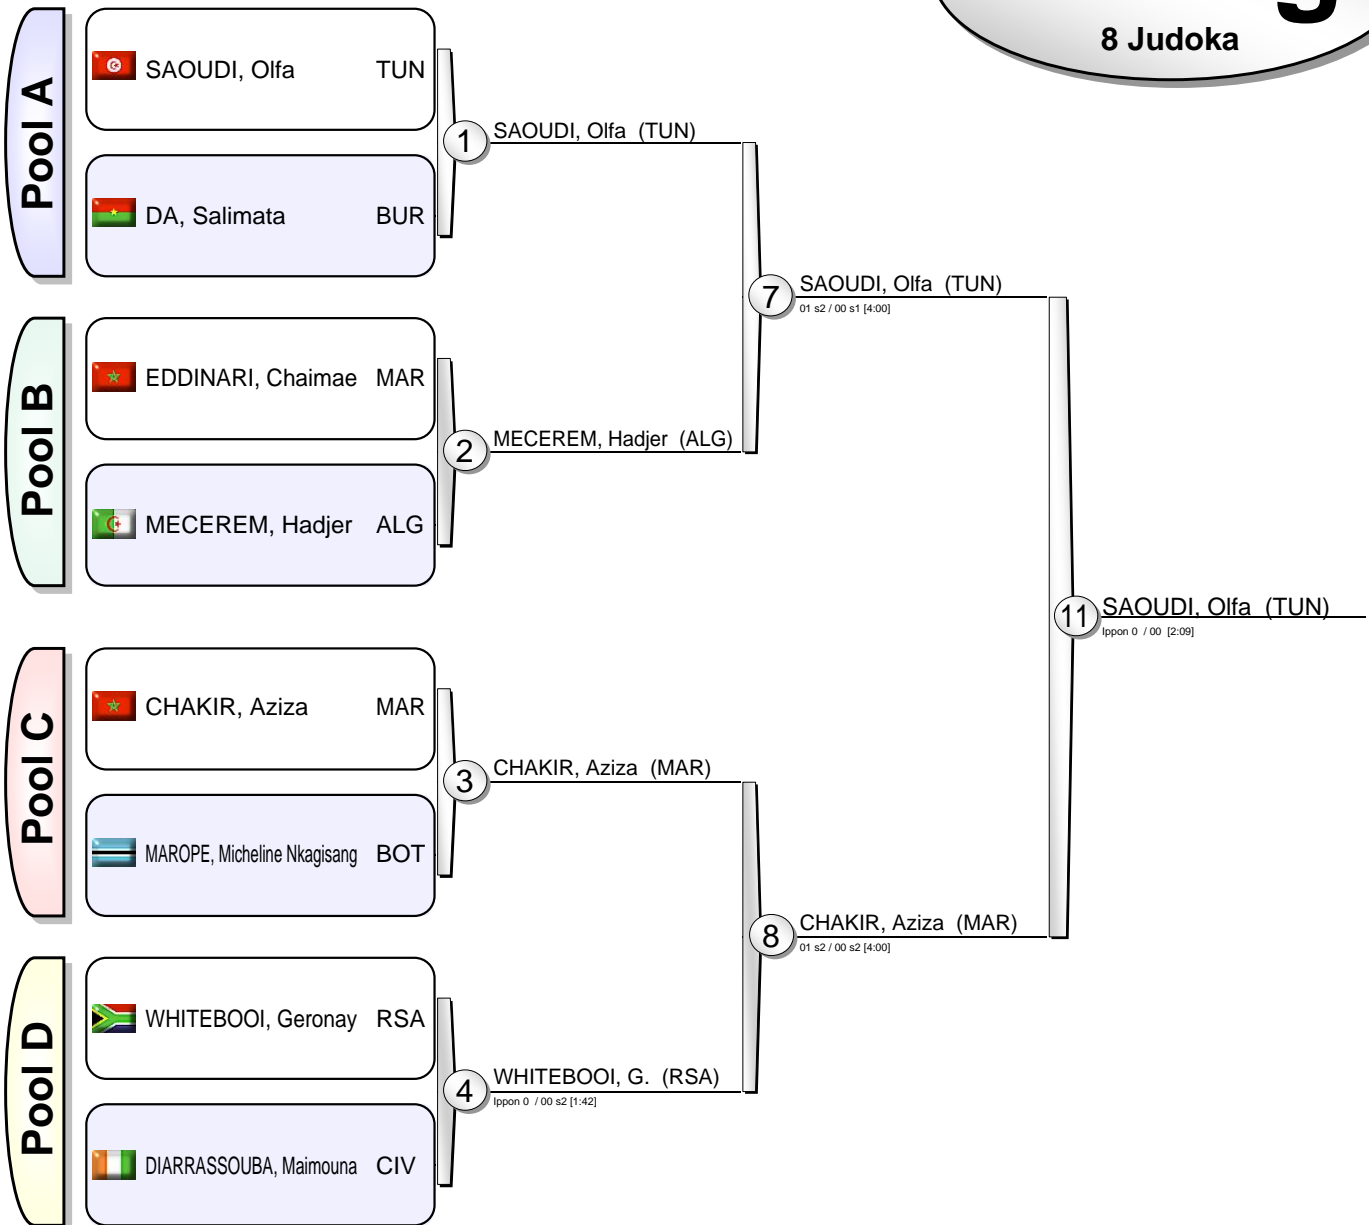 8 Judoka
Pool A
SAOUDI, Olfa TUN
DA, Salimata BUR
1 SAOUDI, Olfa (TUN)
7 SAOUDI, Olfa (TUN)
01 s2 / 00 s1 [4:00]
Pool B
EDDINARI, Chaimae MAR
MECEREM, Hadjer ALG
2 MECEREM, Hadjer (ALG)
11 SAOUDI, Olfa (TUN)
Ippon 0 / 00 [2:09]
Pool C
CHAKIR, Aziza MAR
MAROPE, Micheline Nkagisang BOT
3 CHAKIR, Aziza (MAR)
8 CHAKIR, Aziza (MAR)
01 s2 / 00 s2 [4:00]
Pool D
WHITEBOOI, Geronay RSA
DIARRASSOUBA, Maimouna CIV
4 WHITEBOOI, G. (RSA)
Ippon 0 / 00 s2 [1:42]